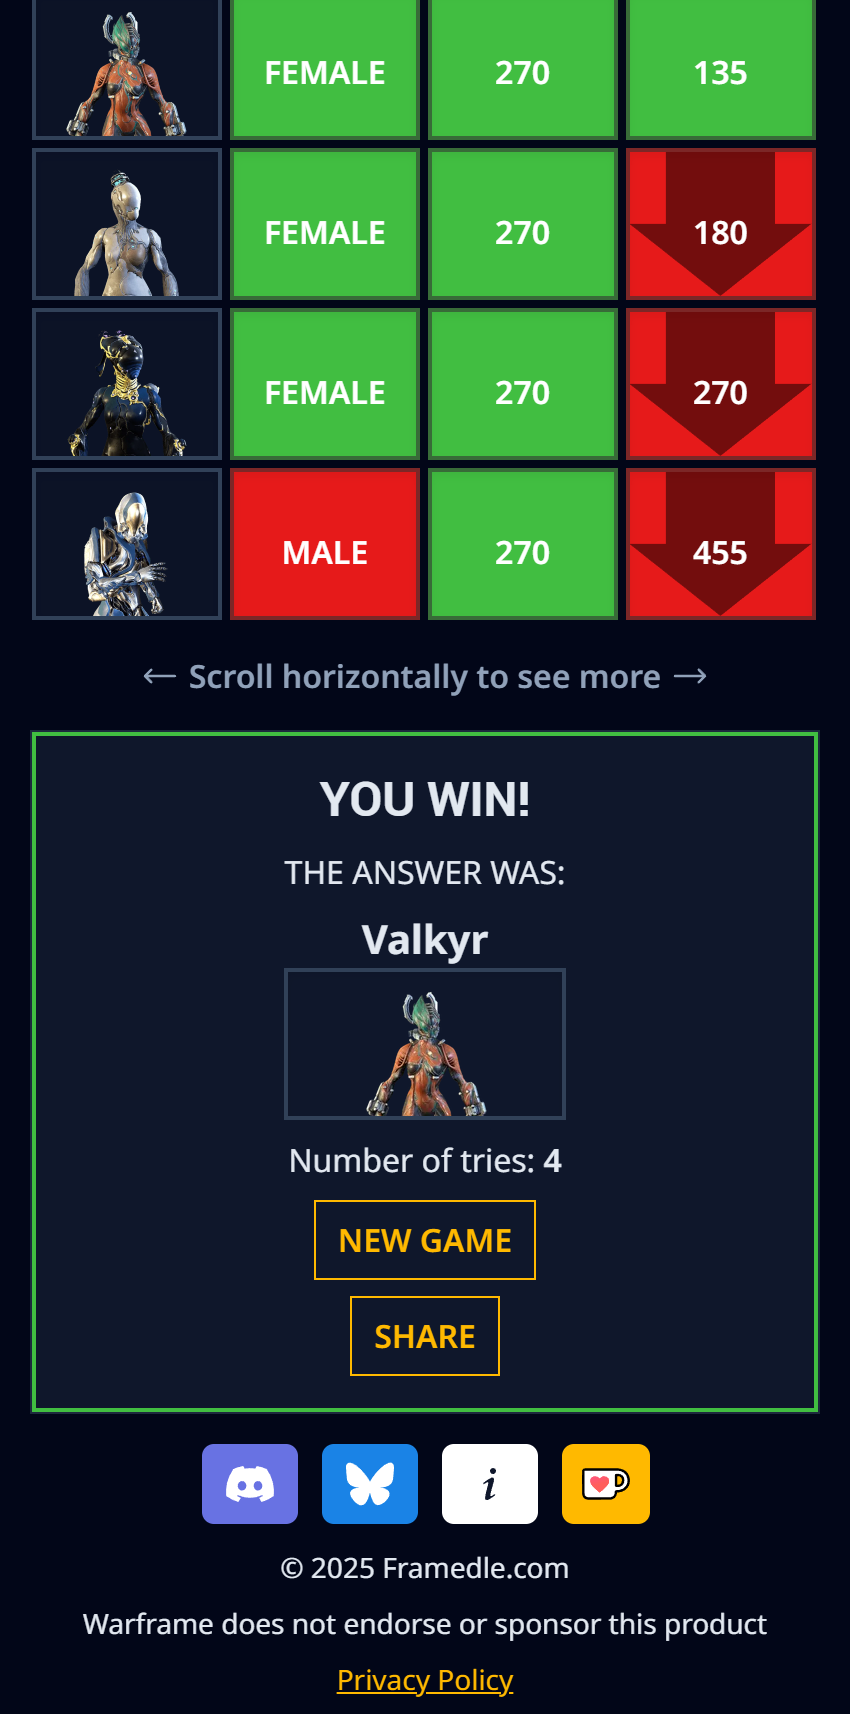 FEMALE 270 135
FEMALE 270 180
FEMALE 270 270
MALE 270 455
← Scroll horizontally to see more →
YOU WIN!
THE ANSWER WAS:
Valkyr
Number of tries: 4
NEW GAME
SHARE
i
© 2025 Framedle.com
Warframe does not endorse or sponsor this product
Privacy Policy